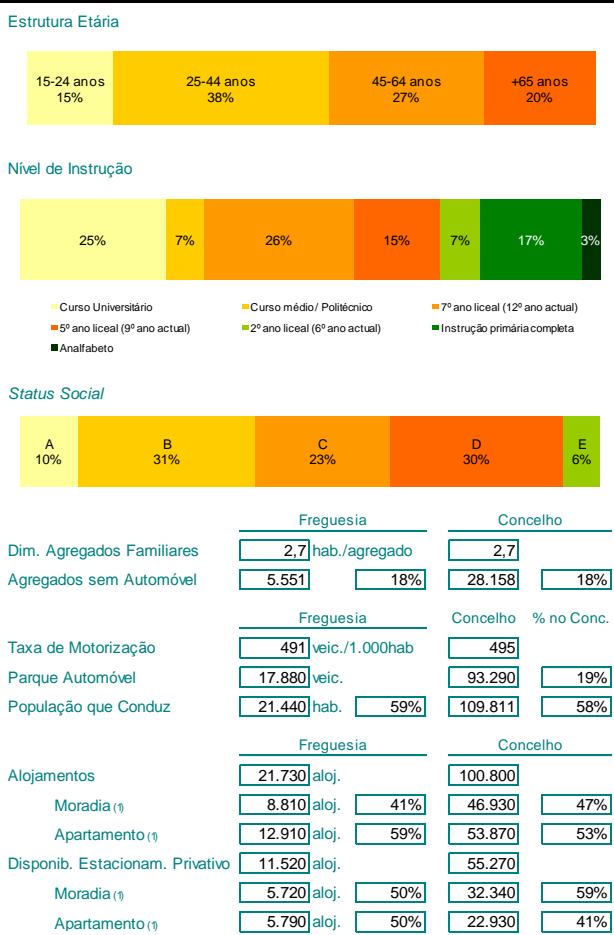 Estrutura Etária
15-24 anos 25-44 anos 45-64 anos +65 anos
15% 38% 27% 20%
Nível de Instrução
25% 7% 26% 15% 7% 17% 3%
Curso Universitário Curso médio / Politécnico 7º ano liceal (12º ano actual)
5º ano liceal (9º ano actual) 2º ano liceal (6º ano actual) Instrução primária completa
Analfabeto
Status Social
A B C D E
10% 31% 23% 30% 6%
Freguesia Concelho
Dim. Agregados Familiares 2,7 hab./agregado 2,7
Agregados sem Automóvel 5.551 18% 28.158 18%
Freguesia Concelho % no Conc.
Taxa de Motorização 491 veic./1.000hab 495
Parque Automóvel 17.880 veic. 93.290 19%
População que Conduz 21.440 hab. 59% 109.811 58%
Freguesia Concelho
Alojamentos 21.730 aloj. 100.800
Moradia (1) 8.810 aloj. 41% 46.930 47%
Apartamento (1) 12.910 aloj. 59% 53.870 53%
Disponib. Estacionam. Privativo 11.520 aloj. 55.270
Moradia (1) 5.720 aloj. 50% 32.340 59%
Apartamento (1) 5.790 aloj. 50% 22.930 41%